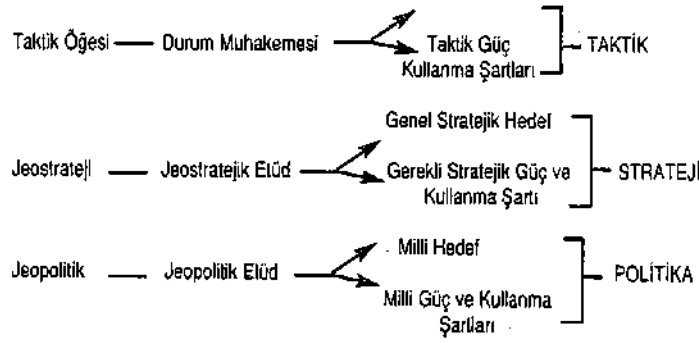 Taktik Öğesi — Durum Muhakemesi
Taktik Güç
Kullanma Şartları
TAKTİK
Genel Stratejik Hedef
Jeostrateji — Jeostratejik Etüd
Gerekli Stratejik Güç ve
Kullanma Şartı
STRATEJİ
Milli Hedef
Jeopolitik — Jeopolitik Etüd
Milli Güç ve Kullanma
Şartları
POLİTİKA